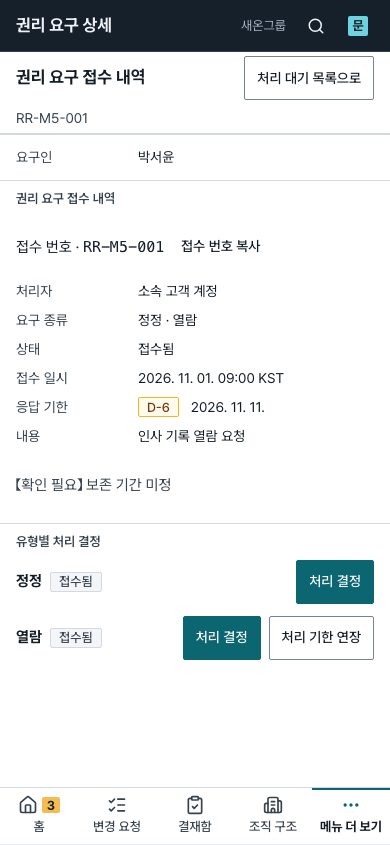 권리 요구 상세 새온그룹 문
권리 요구 접수 내역 처리 대기 목록으로
RR-M5-001
요구인 박서윤
권리 요구 접수 내역
접수 번호 · RR-M5-001 접수 번호 복사
처리자 소속 고객 계정
요구 종류 정정 · 열람
상태 접수됨
접수 일시 2026. 11. 01. 09:00 KST
응답 기한 D-6 2026. 11. 11.
내용 인사 기록 열람 요청
【확인 필요】 보존 기간 미정
유형별 처리 결정
정정 접수됨 처리 결정
열람 접수됨 처리 결정 처리 기한 연장
3
홈 변경 요청 결재함 조직 구조 메뉴 더 보기